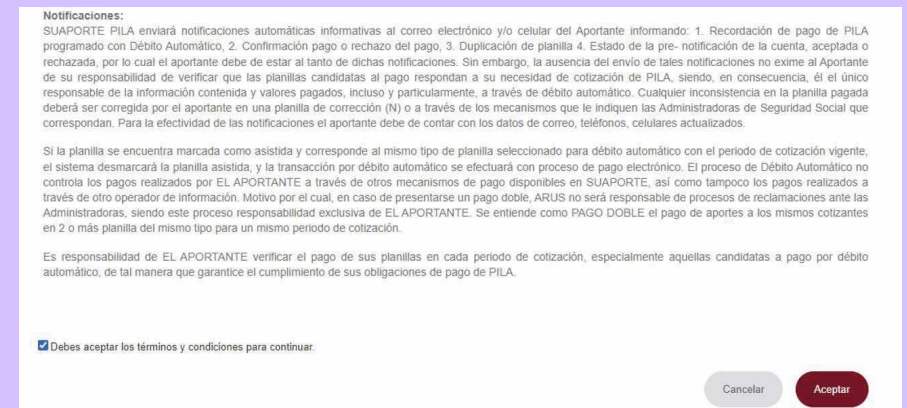 Notificaciones:
SUAPORTE PILA enviará notificaciones automáticas informativas al correo electrónico y/o celular del Aportante informando: 1. Recordación de pago de PILA
programado con Débito Automático, 2. Confirmación pago o rechazo del pago, 3. Duplicación de planilla 4. Estado de la pre- notificación de la cuenta, aceptada o
rechazada, por lo cual el aportante debe de estar al tanto de dichas notificaciones. Sin embargo, la ausencia del envío de tales notificaciones no exime al Aportante
de su responsabilidad de verificar que las planillas candidatas al pago respondan a su necesidad de cotización de PILA, siendo, en consecuencia, él el único
responsable de la información contenida y valores pagados, incluso y particularmente, a través de débito automático. Cualquier inconsistencia en la planilla pagada
deberá ser corregida por el aportante en una planilla de corrección (N) o a través de los mecanismos que le indiquen las Administradoras de Seguridad Social que
correspondan. Para la efectividad de las notificaciones el aportante debe de contar con los datos de correo, teléfonos, celulares actualizados.
Si la planilla se encuentra marcada como asistida y corresponde al mismo tipo de planilla seleccionado para débito automático con el periodo de cotización vigente,
el sistema desmarcará la planilla asistida, y la transacción por débito automático se efectuará con proceso de pago electrónico. El proceso de Débito Automático no
controla los pagos realizados por EL APORTANTE a través de otros mecanismos de pago disponibles en SUAPORTE, así como tampoco los pagos realizados a
través de otro operador de información. Motivo por el cual, en caso de presentarse un pago doble, ARUS no será responsable de procesos de reclamaciones ante las
Administradoras, siendo este proceso responsabilidad exclusiva de EL APORTANTE. Se entiende como PAGO DOBLE el pago de aportes a los mismos cotizantes
en 2 o más planilla del mismo tipo para un mismo periodo de cotización.
Es responsabilidad de EL APORTANTE verificar el pago de sus planillas en cada periodo de cotización, especialmente aquellas candidatas a pago por débito
automático, de tal manera que garantice el cumplimiento de sus obligaciones de pago de PILA.
Debes aceptar los términos y condiciones para continuar.
Cancelar
Aceptar